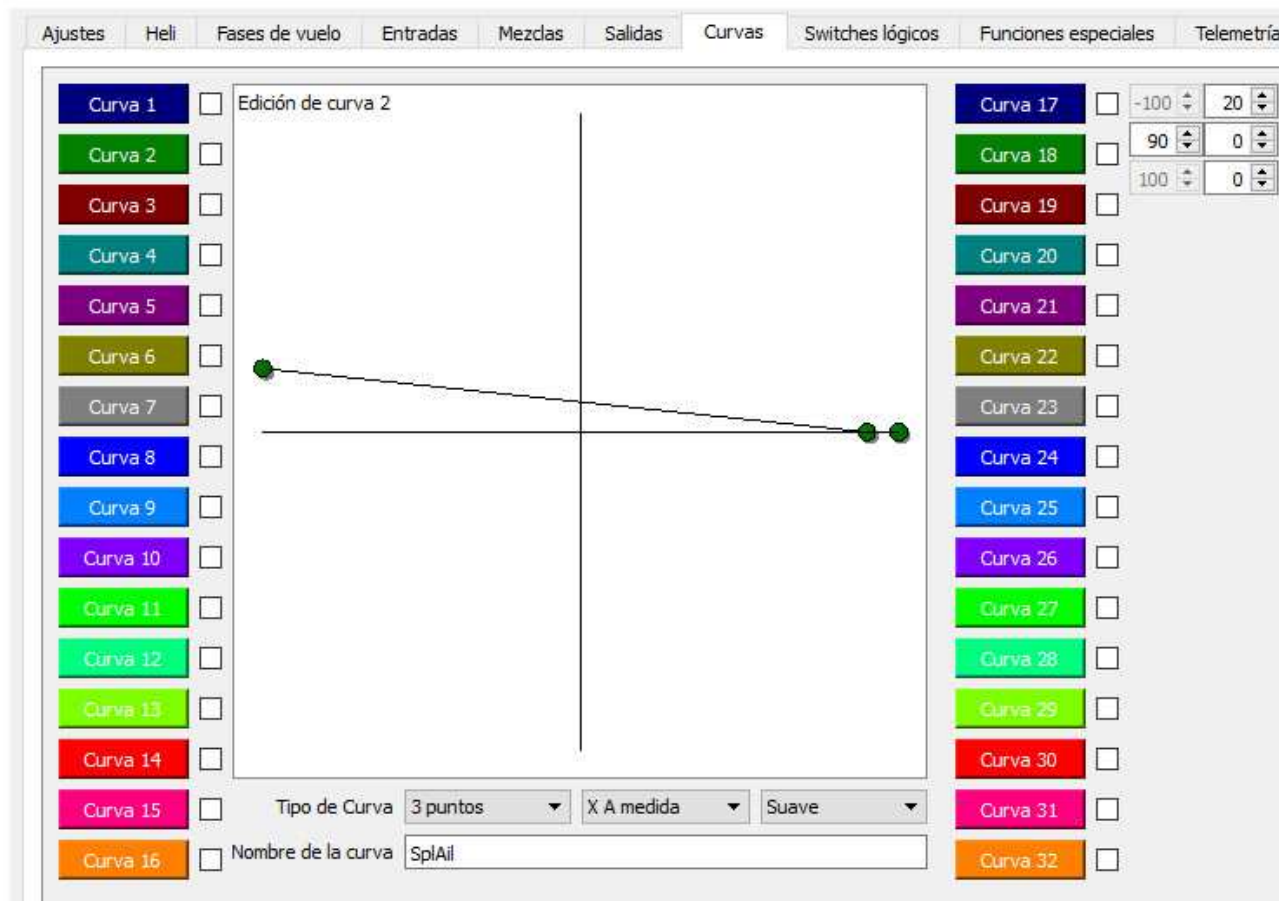 Ajustes Heli Fases de vuelo Entradas Mezclas Salidas Curvas Switches lógicos Funciones especiales Telemetría
Curva 1 Edición de curva 2 Curva 17 -100 20
Curva 2 Curva 18 90 0
100 0
Curva 3 Curva 19
Curva 4 Curva 20
Curva 5 Curva 21
Curva 6 Curva 22
Curva 7 Curva 23
Curva 8 Curva 24
Curva 9 Curva 25
Curva 10 Curva 26
Curva 11 Curva 27
Curva 12 Curva 28
Curva 13 Curva 29
Curva 14 Curva 30
Curva 15 Tipo de Curva 3 puntos X A medida Suave Curva 31
Curva 16 Nombre de la curva SplAil Curva 32